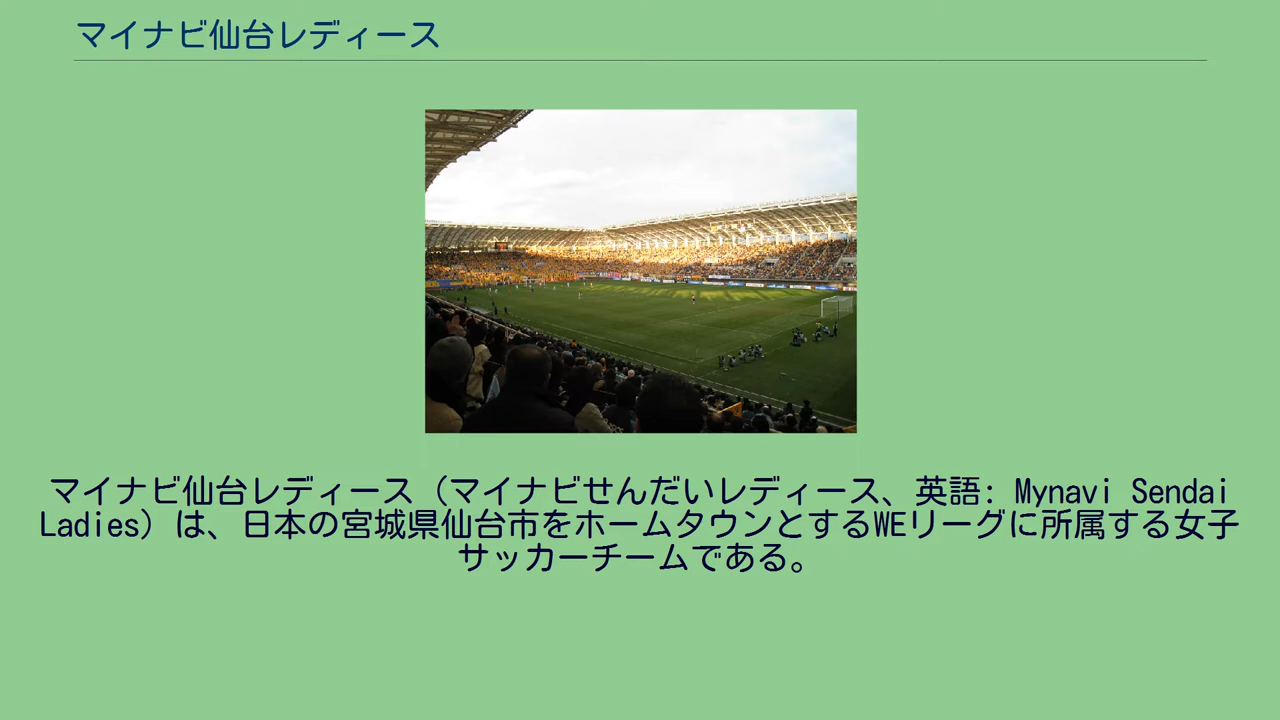 マイナビ仙台レディース
マイナビ仙台レディース（マイナビせんだいレディース、英語: Mynavi Sendai
Ladies）は、日本の宮城県仙台市をホームタウンとするWEリーグに所属する女子
サッカーチームである。